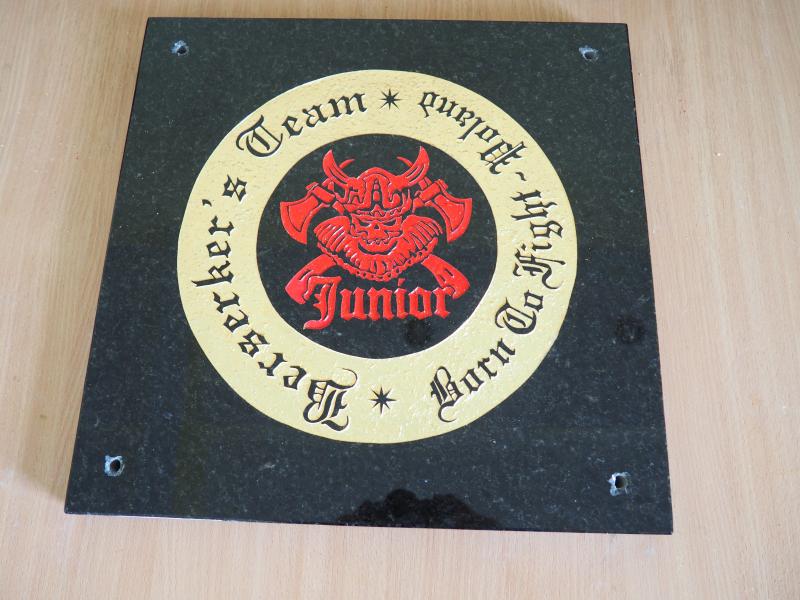 Berserker's Team
Born To Fight - Poland
Junior